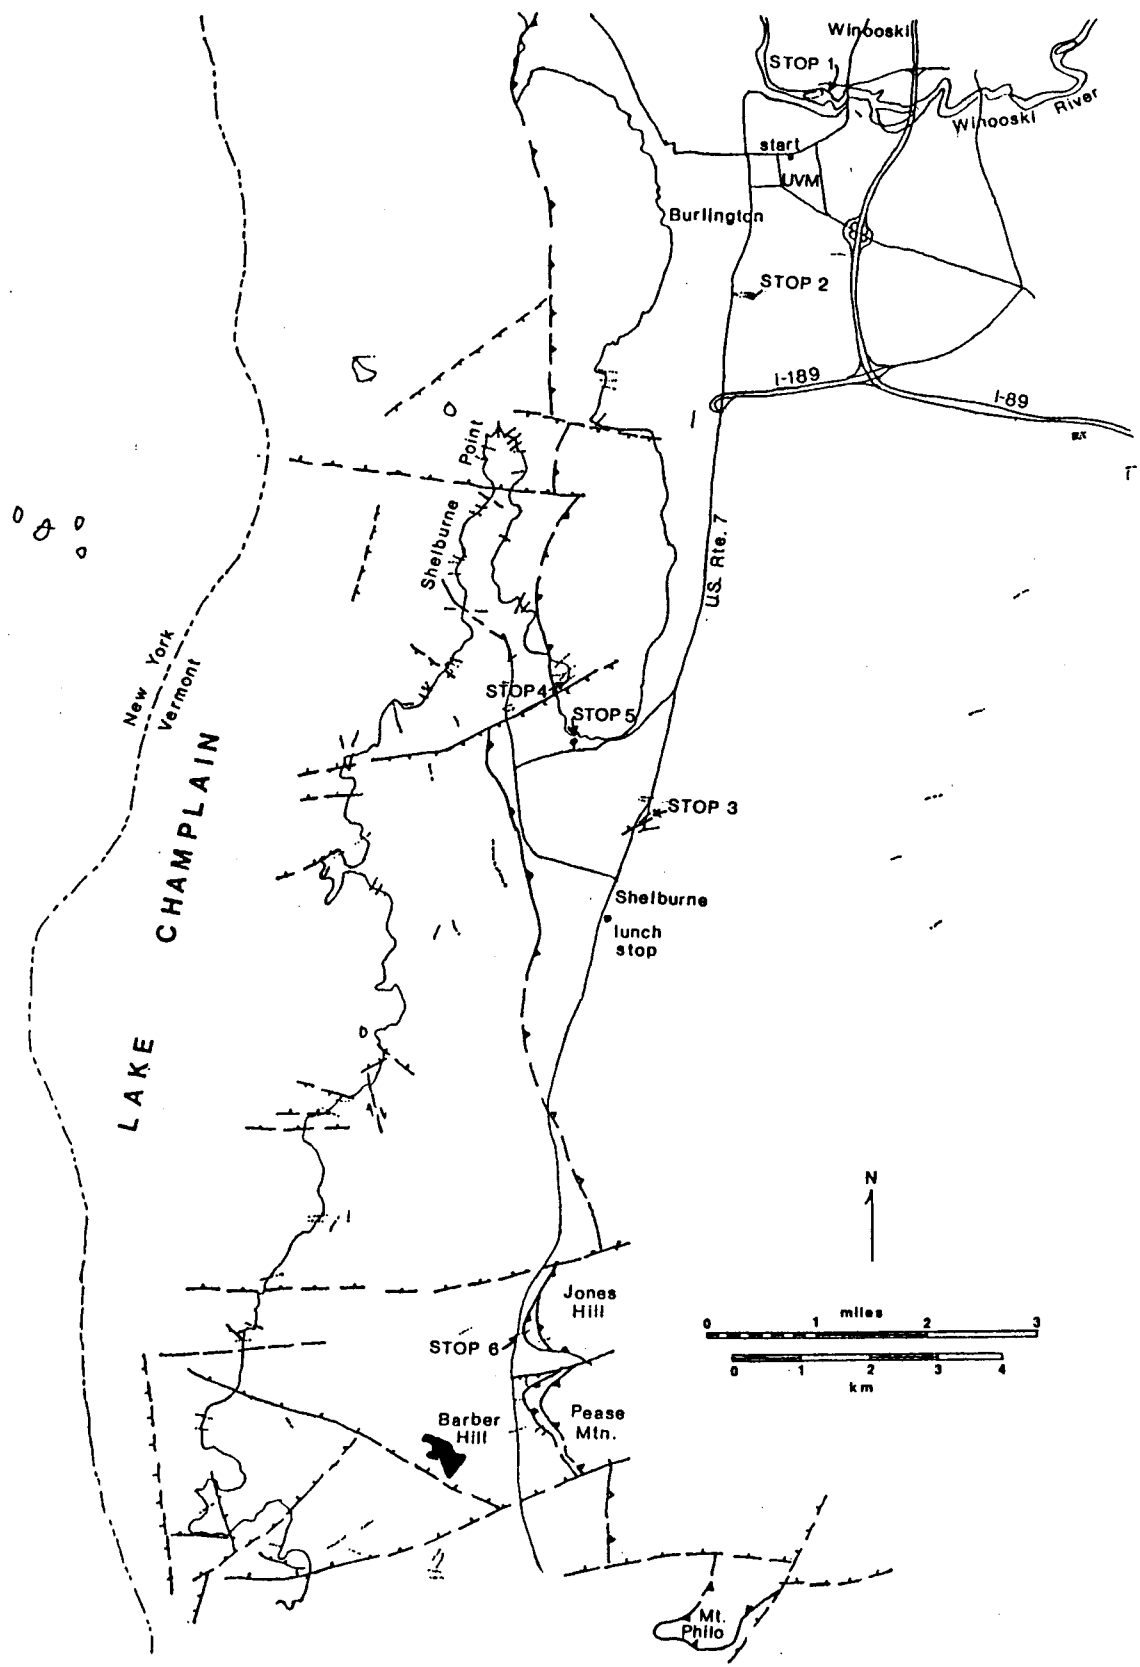 Winooski
STOP 1
Winooski River
start
UVM
Burlington
STOP 2
I-189
I-89
Shelburne Point
U.S. Rte. 7
New York
Vermont
STOP 4
STOP 5
STOP 3
LAKE CHAMPLAIN
Shelburne
lunch
stop
N
Jones
Hill
miles
0 1 2 3
0 1 2 3 4
km
STOP 6
Barber
Hill
Pease
Mtn.
Mt.
Philo